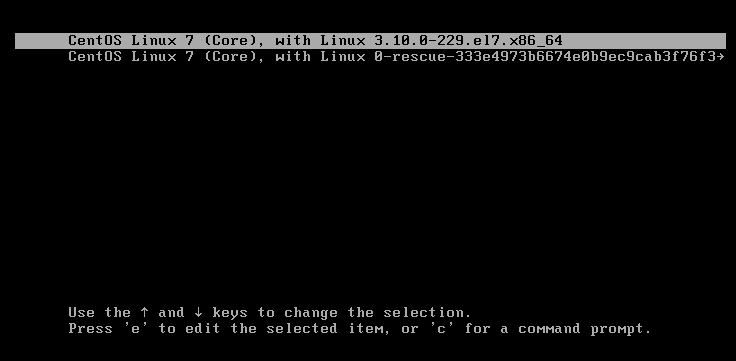 CentOS Linux 7 (Core), with Linux 3.10.0-229.el7.x86_64
CentOS Linux 7 (Core), with Linux 0-rescue-333e4973b6674e0b9ec9cab3f76f3→
Use the ↑ and ↓ keys to change the selection.
Press 'e' to edit the selected item, or 'c' for a command prompt.